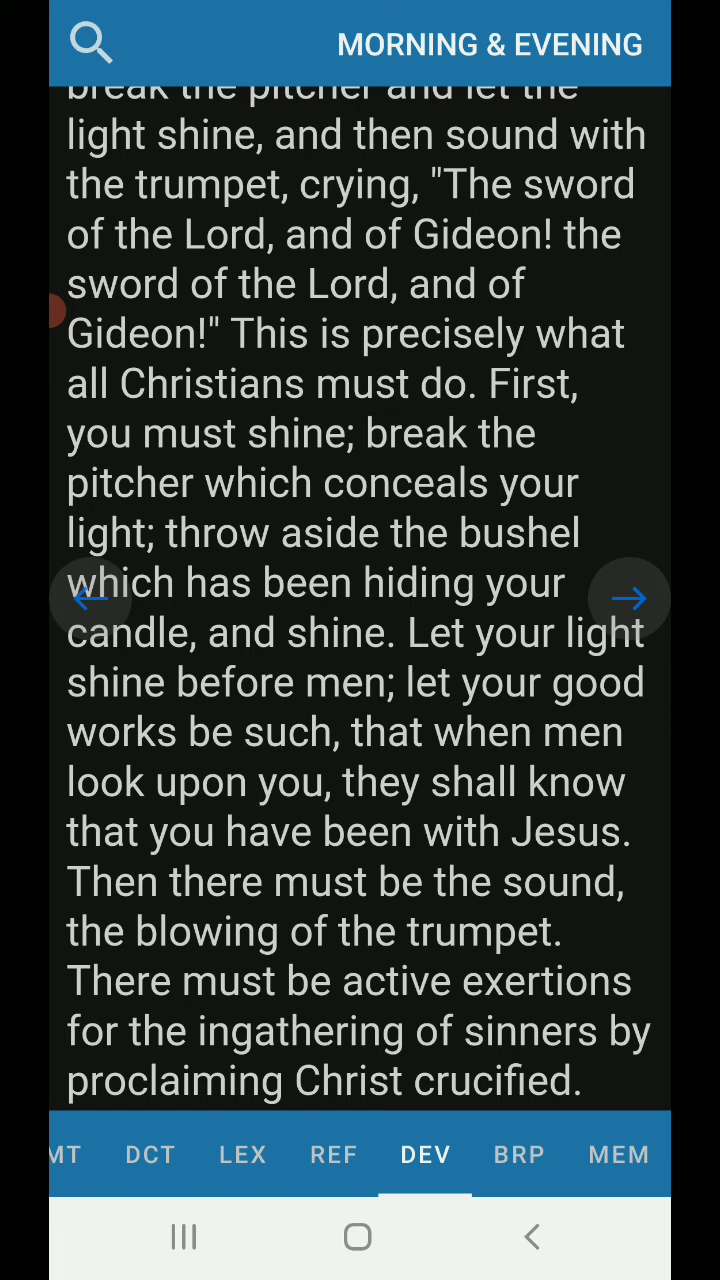 MORNING & EVENING
break the pitcher and let the
light shine, and then sound with
the trumpet, crying, "The sword
of the Lord, and of Gideon! the
sword of the Lord, and of
Gideon!" This is precisely what
all Christians must do. First,
you must shine; break the
pitcher which conceals your
light; throw aside the bushel
which has been hiding your
candle, and shine. Let your light
shine before men; let your good
works be such, that when men
look upon you, they shall know
that you have been with Jesus.
Then there must be the sound,
the blowing of the trumpet.
There must be active exertions
for the ingathering of sinners by
proclaiming Christ crucified.
MT DCT LEX REF DEV BRP MEM